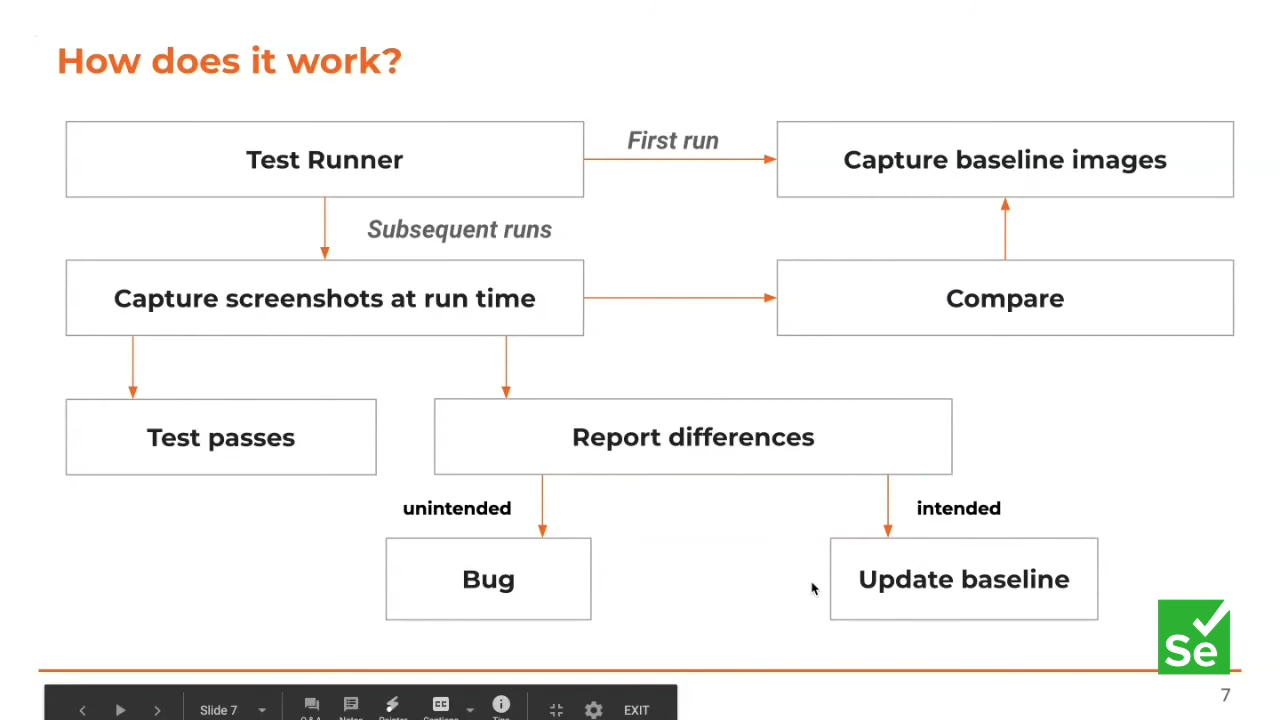 How does it work?
Test Runner
First run
Capture baseline images
Subsequent runs
Capture screenshots at run time
Compare
Test passes
Report differences
unintended
intended
Bug
Update baseline
Se
7
Slide 7
EXIT